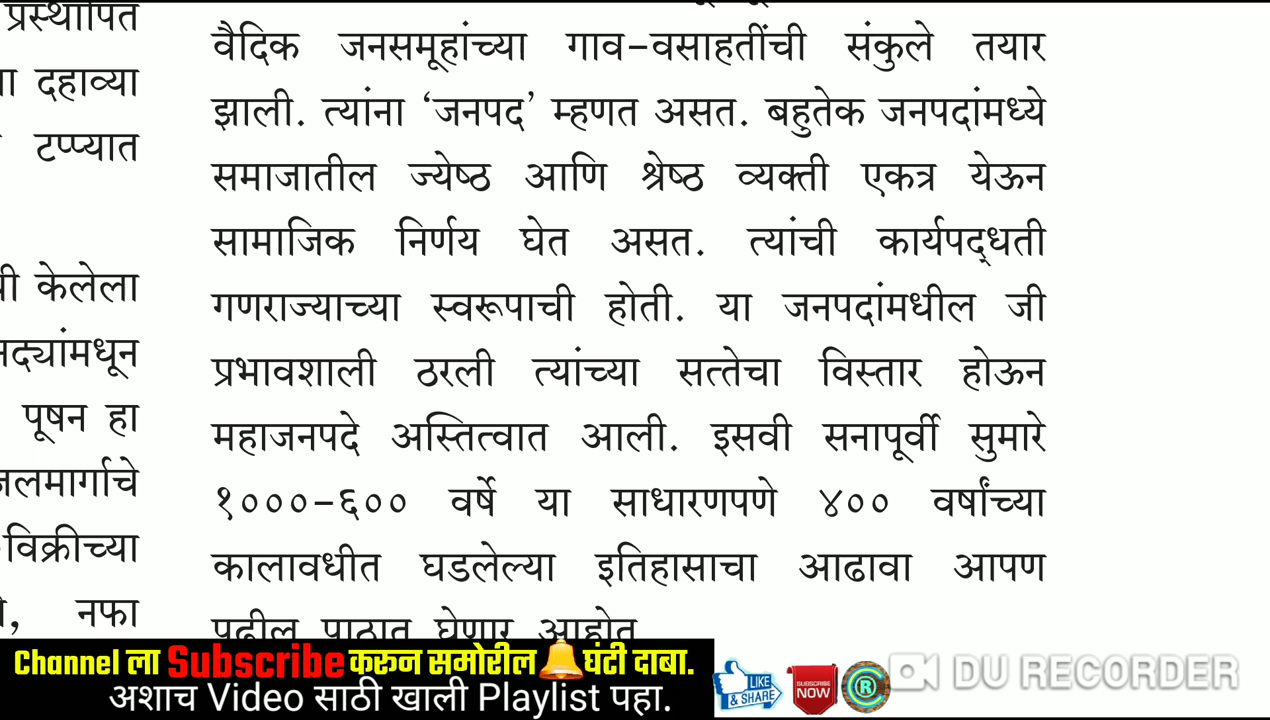 प्रस्थापित
दहाव्या
टप्प्यात
केलेला
पूषन हा
विक्रीच्या
नफा
वैदिक जनसमूहांच्या गाव-वसाहतींची संकुले तयार
झाली. त्यांना ‘जनपद’ म्हणत असत. बहुतेक जनपदांमध्ये
समाजातील ज्येष्ठ आणि श्रेष्ठ व्यक्ती एकत्र येऊन
सामाजिक निर्णय घेत असत. त्यांची कार्यपद्धती
गणराज्याच्या स्वरूपाची होती. या जनपदांमधील जी
प्रभावशाली ठरली त्यांच्या सत्तेचा विस्तार होऊन
महाजनपदे अस्तित्वात आली. इसवी सनापूर्वी सुमारे
१०००-६०० वर्षे या साधारणपणे ४०० वर्षांच्या
कालावधीत घडलेल्या इतिहासाचा आढावा आपण
पुढील पाठात घेणार आहोत
Channel ला Subscribe करून समोरील घंटी दाबा.
अशाच Video साठी खाली Playlist पहा.
LIKE
& SHARE
SUBSCRIBE
NOW
R
DU RECORDER